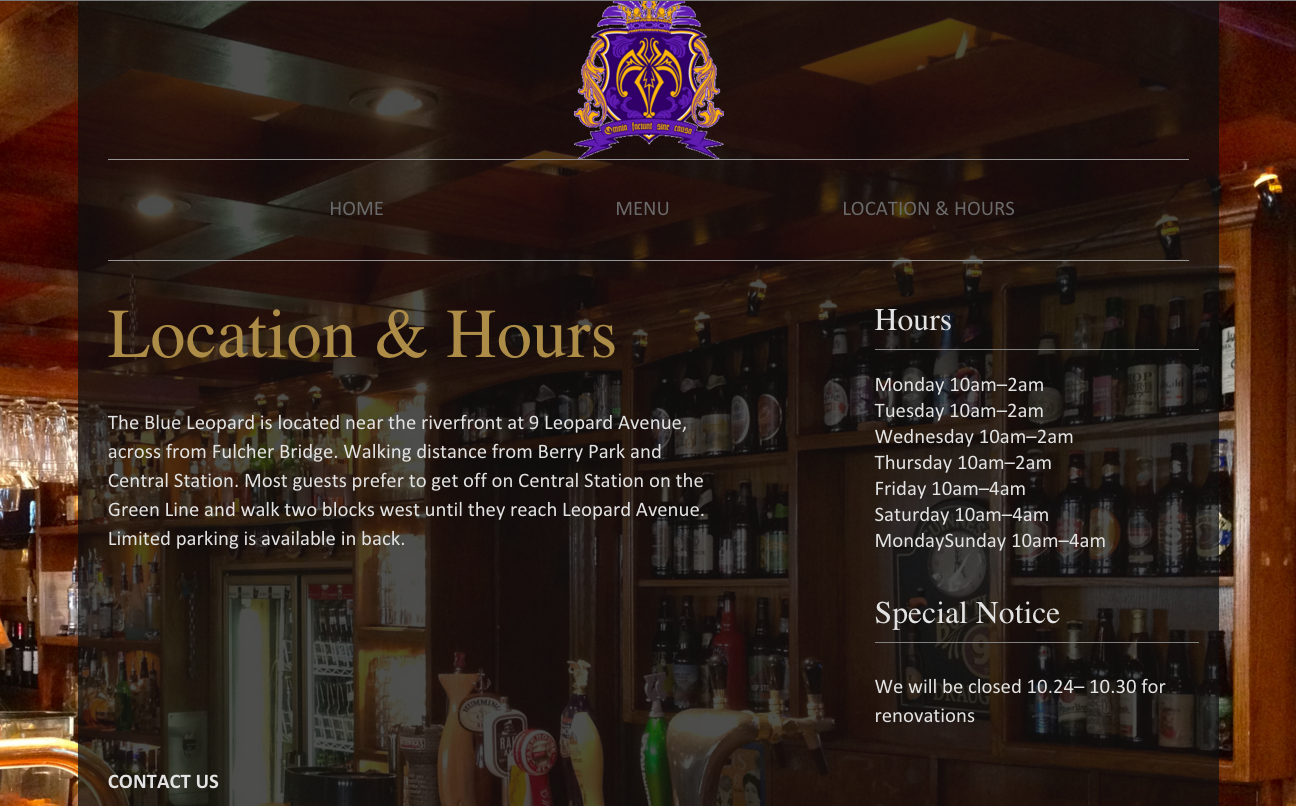 Omnia faciunt sine causa
HOME
MENU
LOCATION & HOURS
Location & Hours
The Blue Leopard is located near the riverfront at 9 Leopard Avenue,
across from Fulcher Bridge. Walking distance from Berry Park and
Central Station. Most guests prefer to get off on Central Station on the
Green Line and walk two blocks west until they reach Leopard Avenue.
Limited parking is available in back.
CONTACT US
Hours
Monday 10am–2am
Tuesday 10am–2am
Wednesday 10am–2am
Thursday 10am–2am
Friday 10am–4am
Saturday 10am–4am
MondaySunday 10am–4am
Special Notice
We will be closed 10.24– 10.30 for
renovations